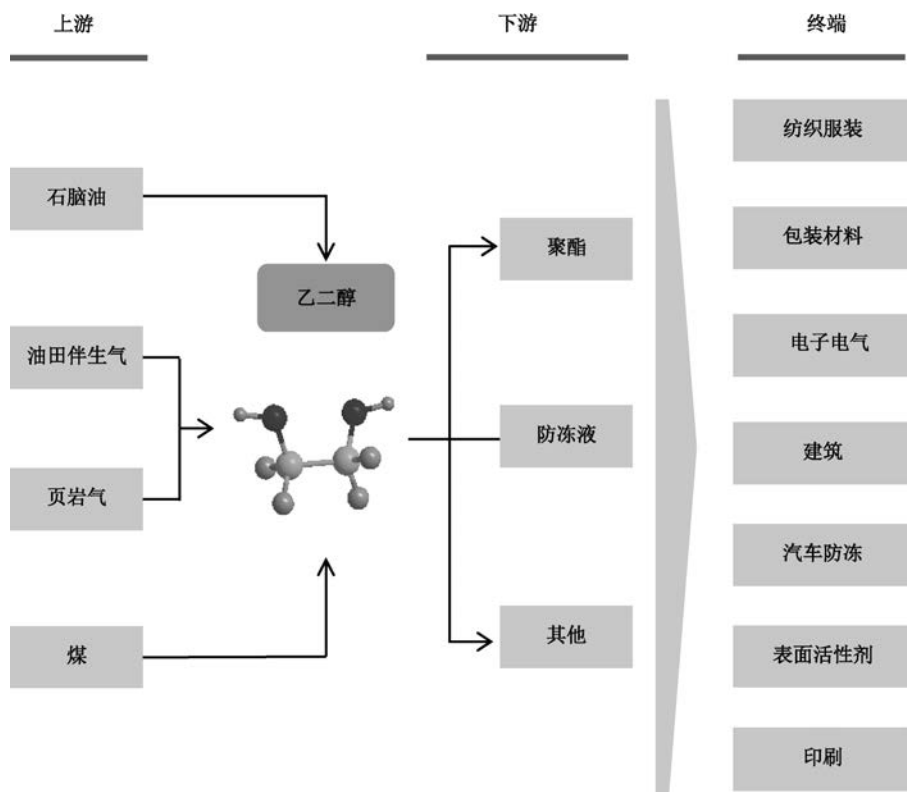 上游
下游
终端
石脑油
油田伴生气
页岩气
煤
乙二醇
聚酯
防冻液
其他
纺织服装
包装材料
电子电气
建筑
汽车防冻
表面活性剂
印刷